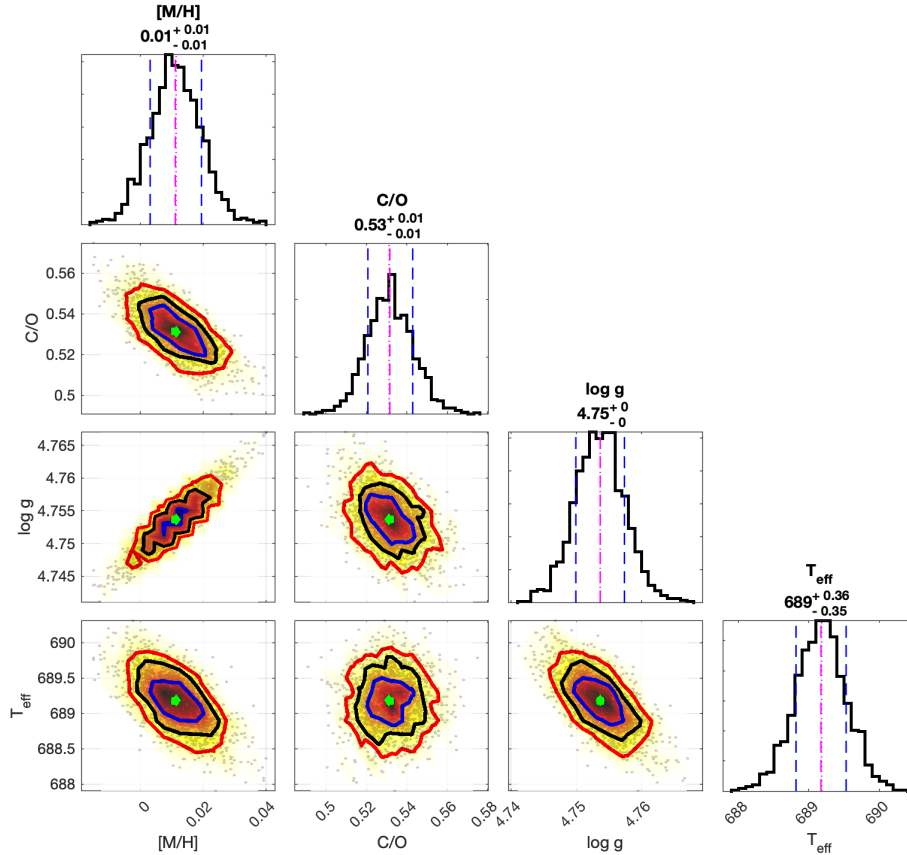 [M/H]
0.01 + 0.01 - 0.01
C/O
0.53 + 0.01 - 0.01
0.56
0.54
0.52
0.5
C/O
log g
4.75 + 0 - 0
4.765
4.76
4.755
4.75
4.745
log g
T eff
689 + 0.36 - 0.35
690
689.5
689
688.5
688
T eff
0 0.02 0.04
0.5 0.52 0.54 0.56 0.58
4.74 4.75 4.76
688 689 690
[M/H] C/O log g T eff